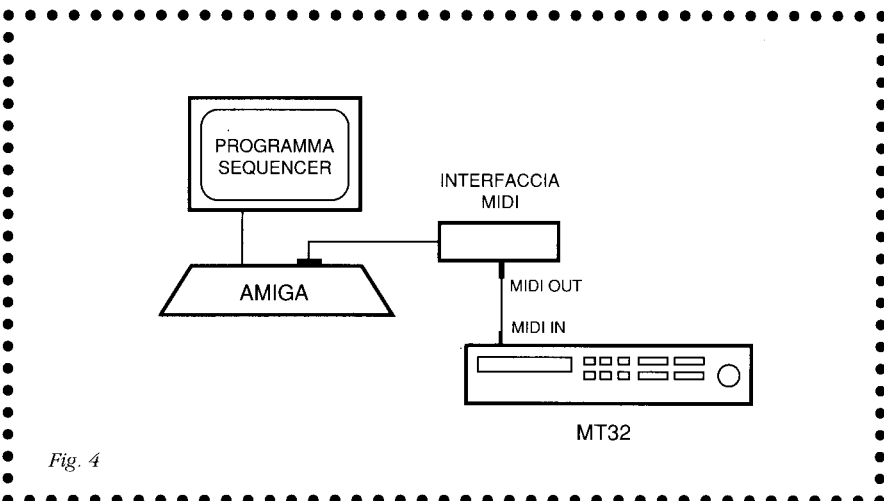 PROGRAMMA
SEQUENCER
INTERFACCIA
MIDI
AMIGA
MIDI OUT
MIDI IN
MT32
Fig. 4